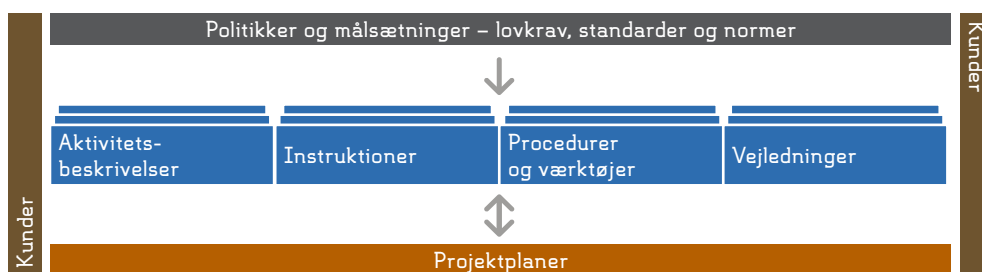 Politikker og målsætninger – lovkrav, standarder og normer
Kunder
Aktivitets-
beskrivelser
Instruktioner
Procedurer
og værktøjer
Vejledninger
Kunder
Projektplaner